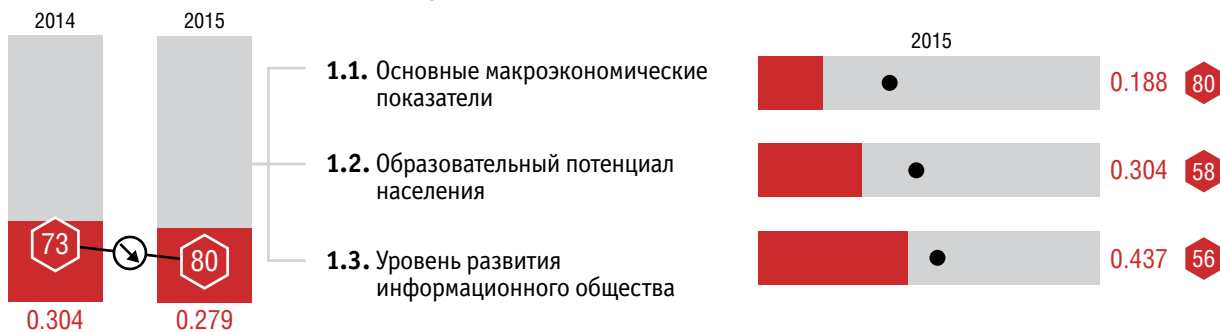 2014
2015
73
80
0.304
0.279
1.1. Основные макроэкономические
показатели
1.2. Образовательный потенциал
населения
1.3. Уровень развития
информационного общества
2015
0.188 80
0.304 58
0.437 56